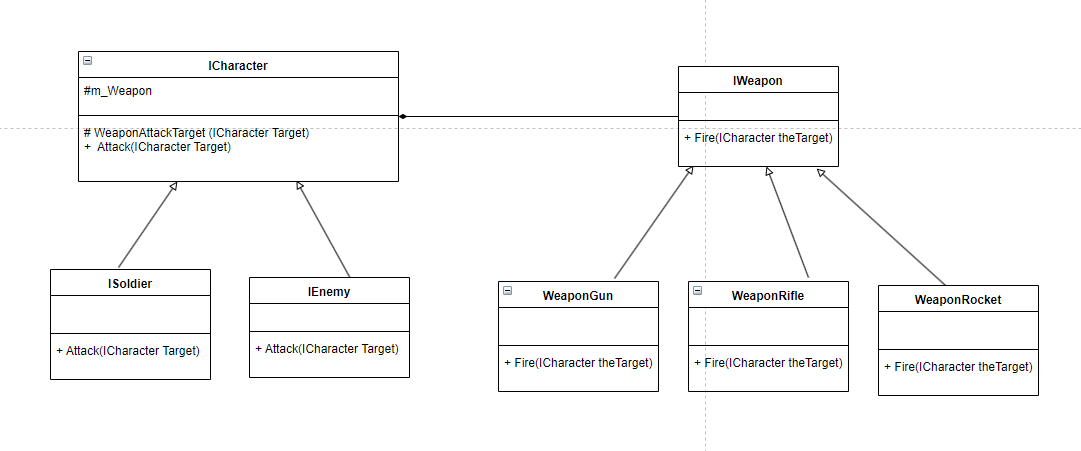 ICharacter
#m_Weapon
# WeaponAttackTarget (ICharacter Target)
+ Attack(ICharacter Target)
IWeapon
+ Fire(ICharacter theTarget)
ISoldier
+ Attack(ICharacter Target)
IEnemy
+ Attack(ICharacter Target)
WeaponGun
+ Fire(ICharacter theTarget)
WeaponRifle
+ Fire(ICharacter theTarget)
WeaponRocket
+ Fire(ICharacter theTarget)